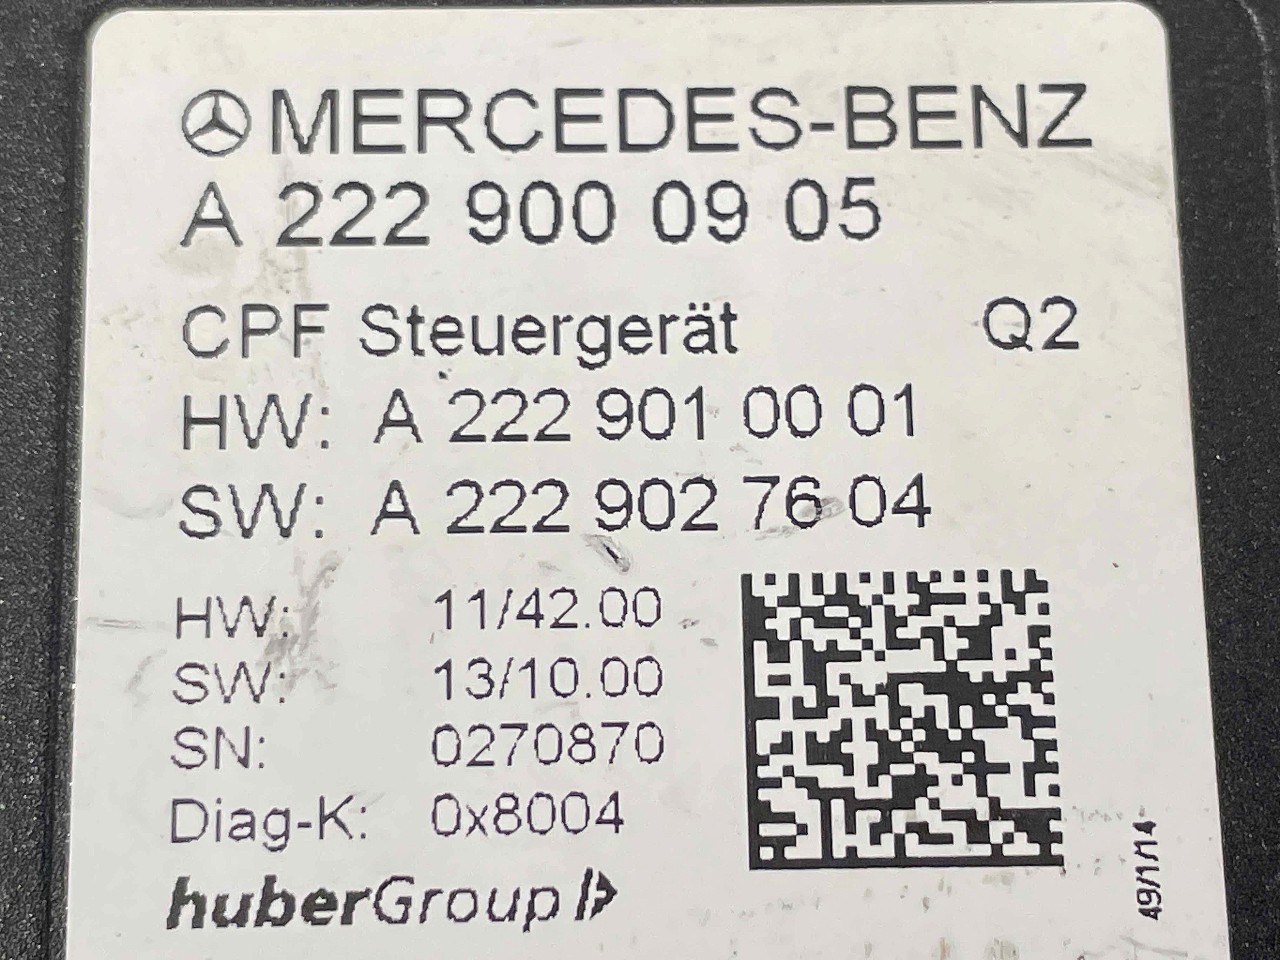 MERCEDES-BENZ
A 222 900 09 05
CPF Steuergerät Q2
HW: A 222 901 00 01
SW: A 222 902 76 04
HW: 11/42.00
SW: 13/10.00
SN: 0270870
Diag-K: 0x8004
huberGroup
49/1/14